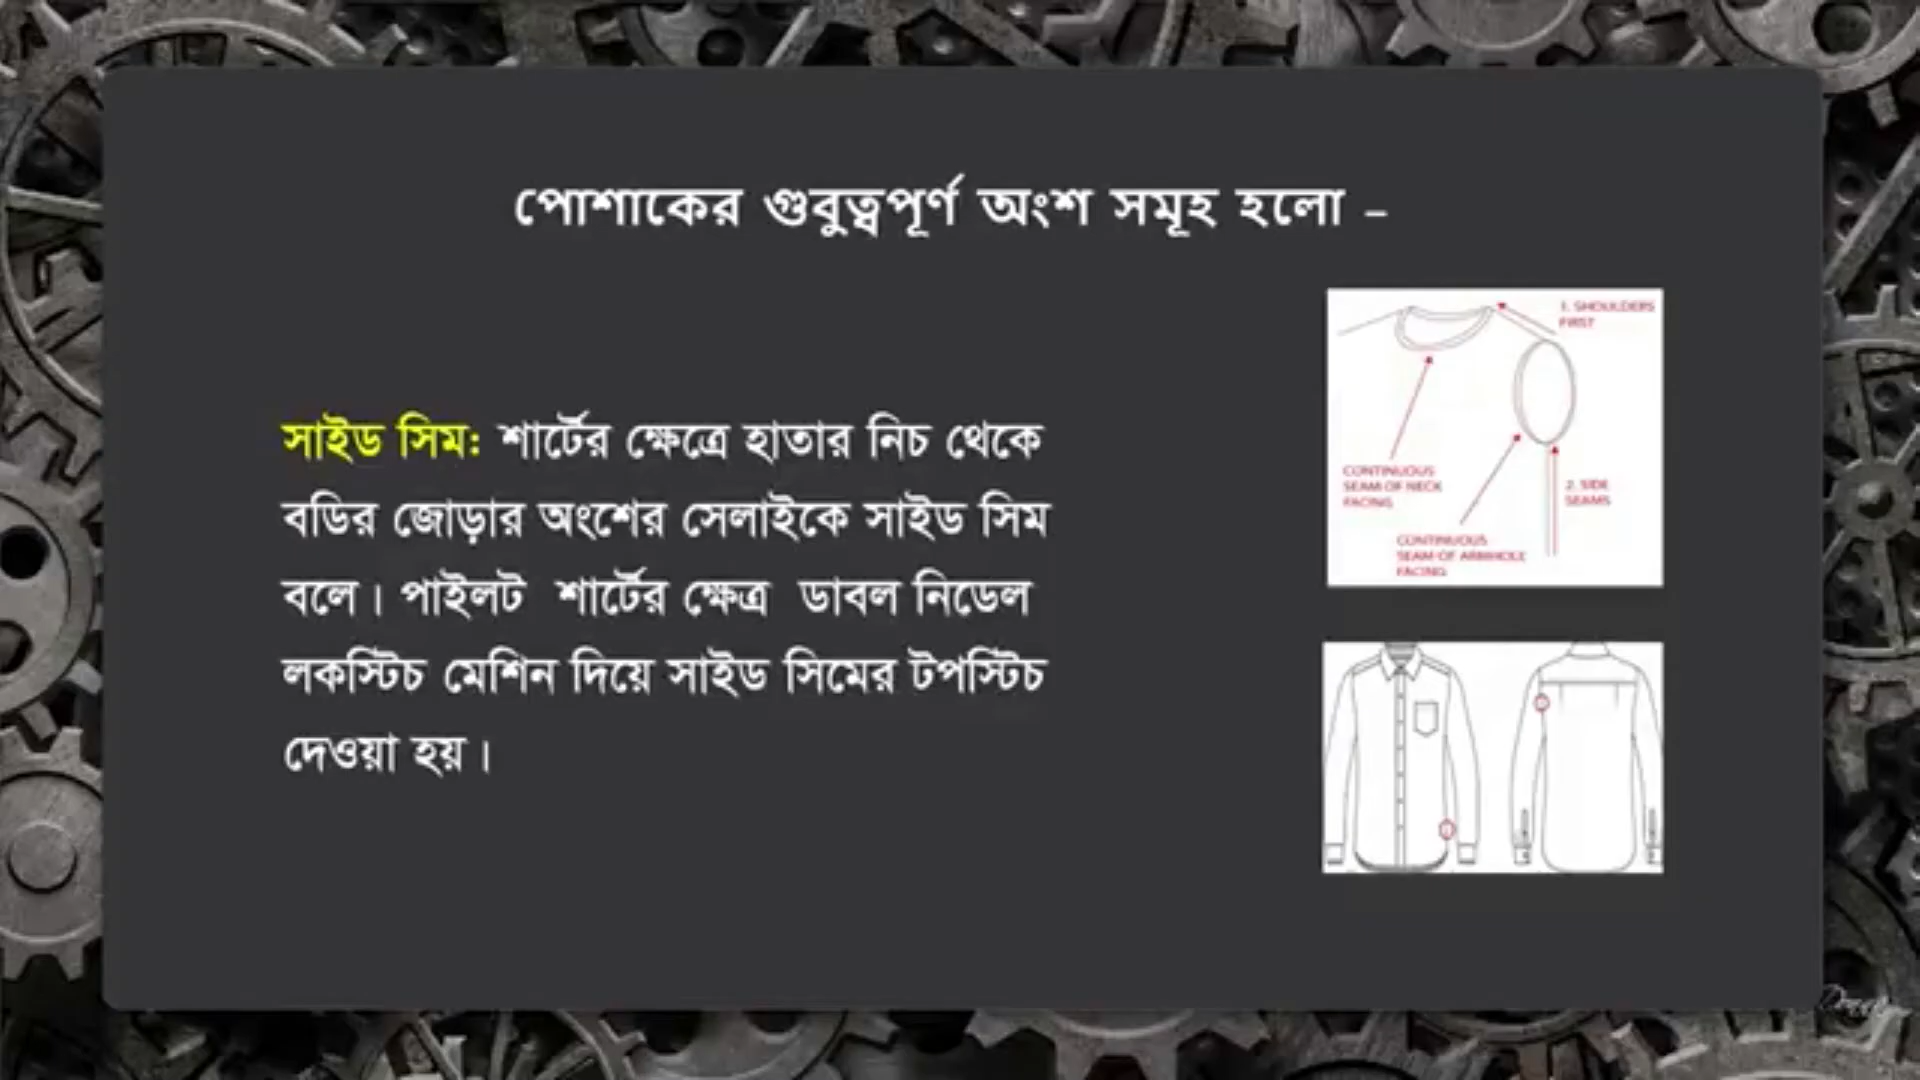 পোশাকের গুবুত্বপূর্ণ অংশ সমূহ হলো –
সাইড সিম: শার্টের ক্ষেত্রে হাতার নিচ থেকে
বডির জোড়ার অংশের সেলাইকে সাইড সিম
বলে। পাইলট শার্টের ক্ষেত্র ডাবল নিডেল
লকস্টিচ মেশিন দিয়ে সাইড সিমের টপস্টিচ
দেওয়া হয়।
1. SHOULDERS
FIRST
CONTINUOUS
SEAM OF NECK
FACING
2. SIDE
SEAMS
CONTINUOUS
SEAM OF ARMHOLE
FACING